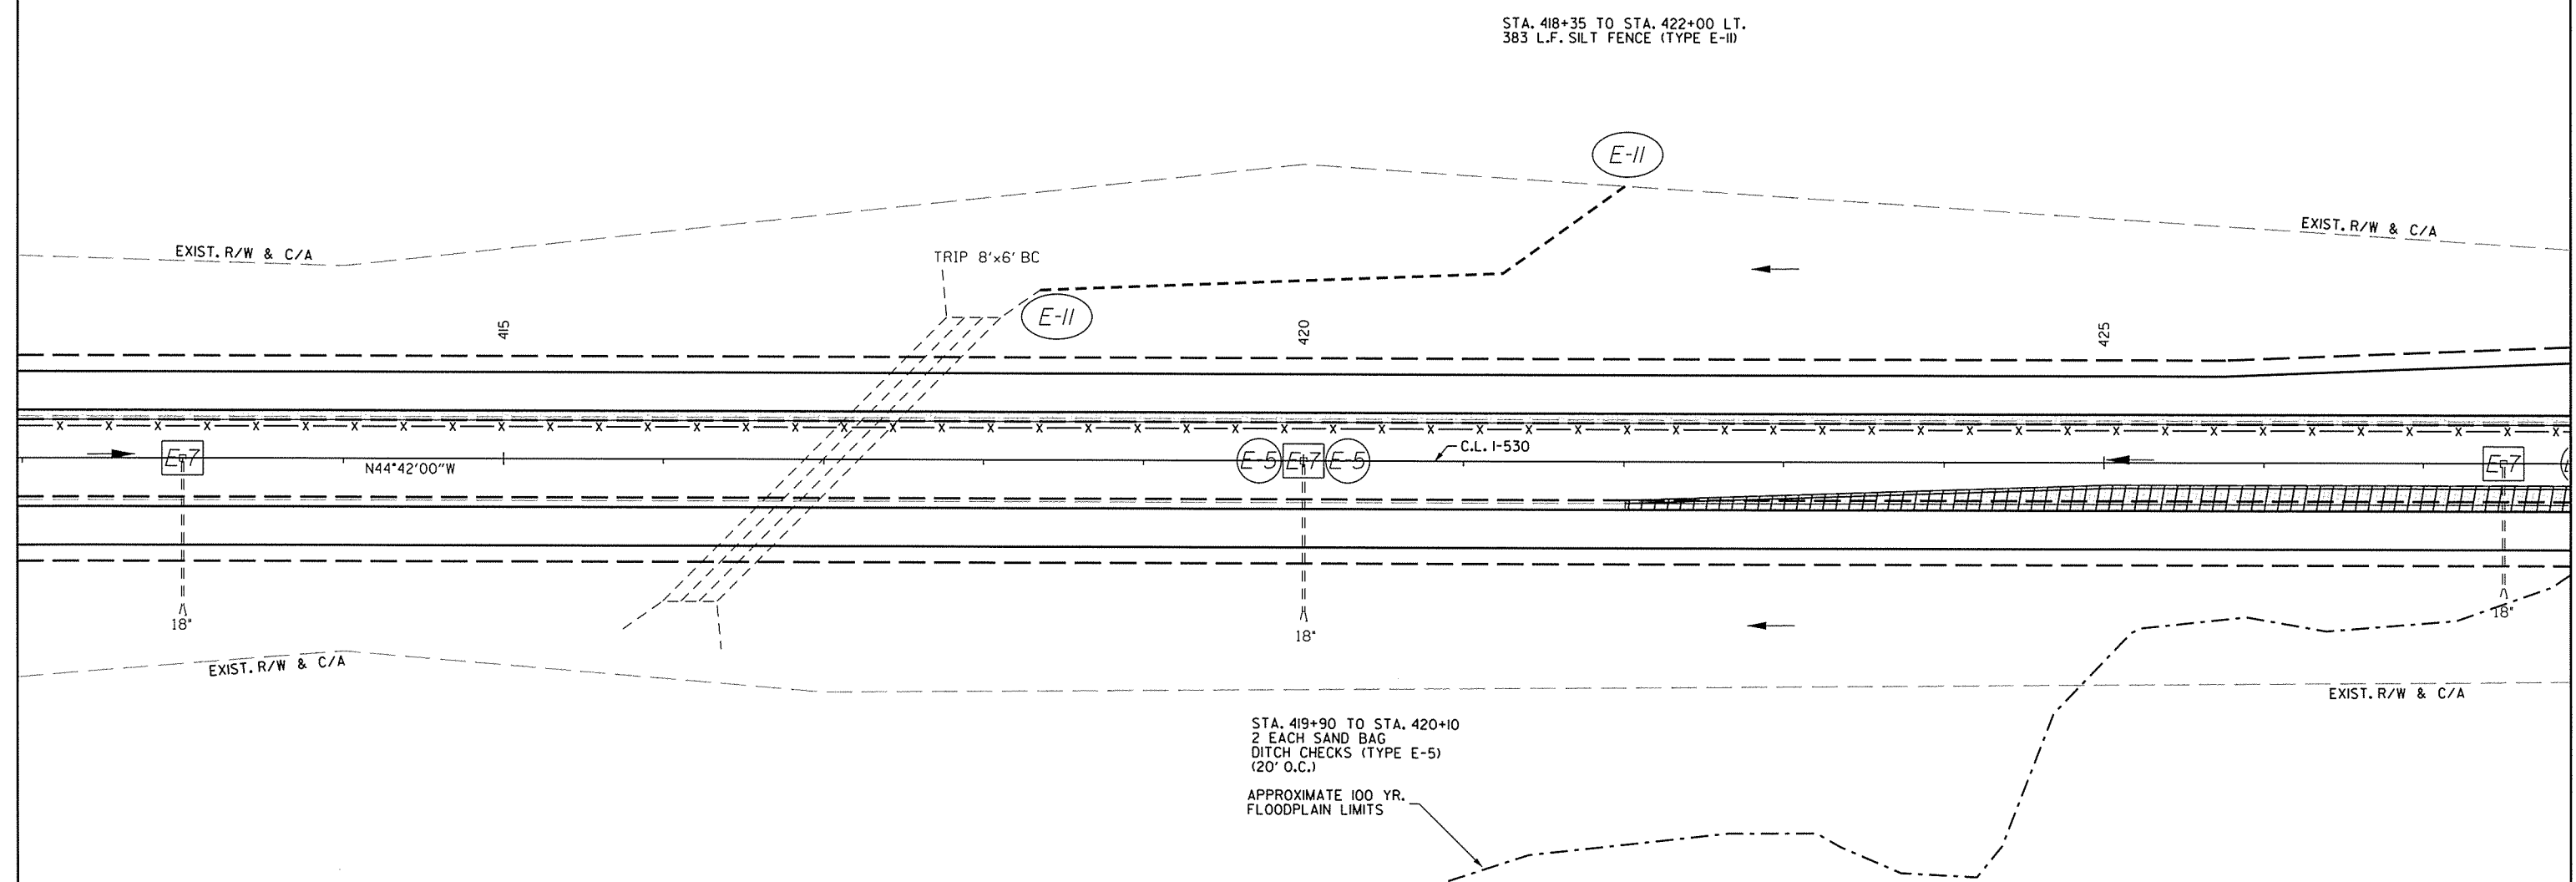 STA. 418+35 TO STA. 422+00 LT.
383 L.F. SILT FENCE (TYPE E-11)
E-11
EXIST. R/W & C/A
EXIST. R/W & C/A
TRIP 8'x6' BC
E-11
415
420
425
E-7
N44°42'00"W
E-5
E-7
E-5
C.L. I-530
E-7
18"
18"
18"
EXIST. R/W & C/A
EXIST. R/W & C/A
STA. 419+90 TO STA. 420+10
2 EACH SAND BAG
DITCH CHECKS (TYPE E-5)
(20' O.C.)
APPROXIMATE 100 YR.
FLOODPLAIN LIMITS